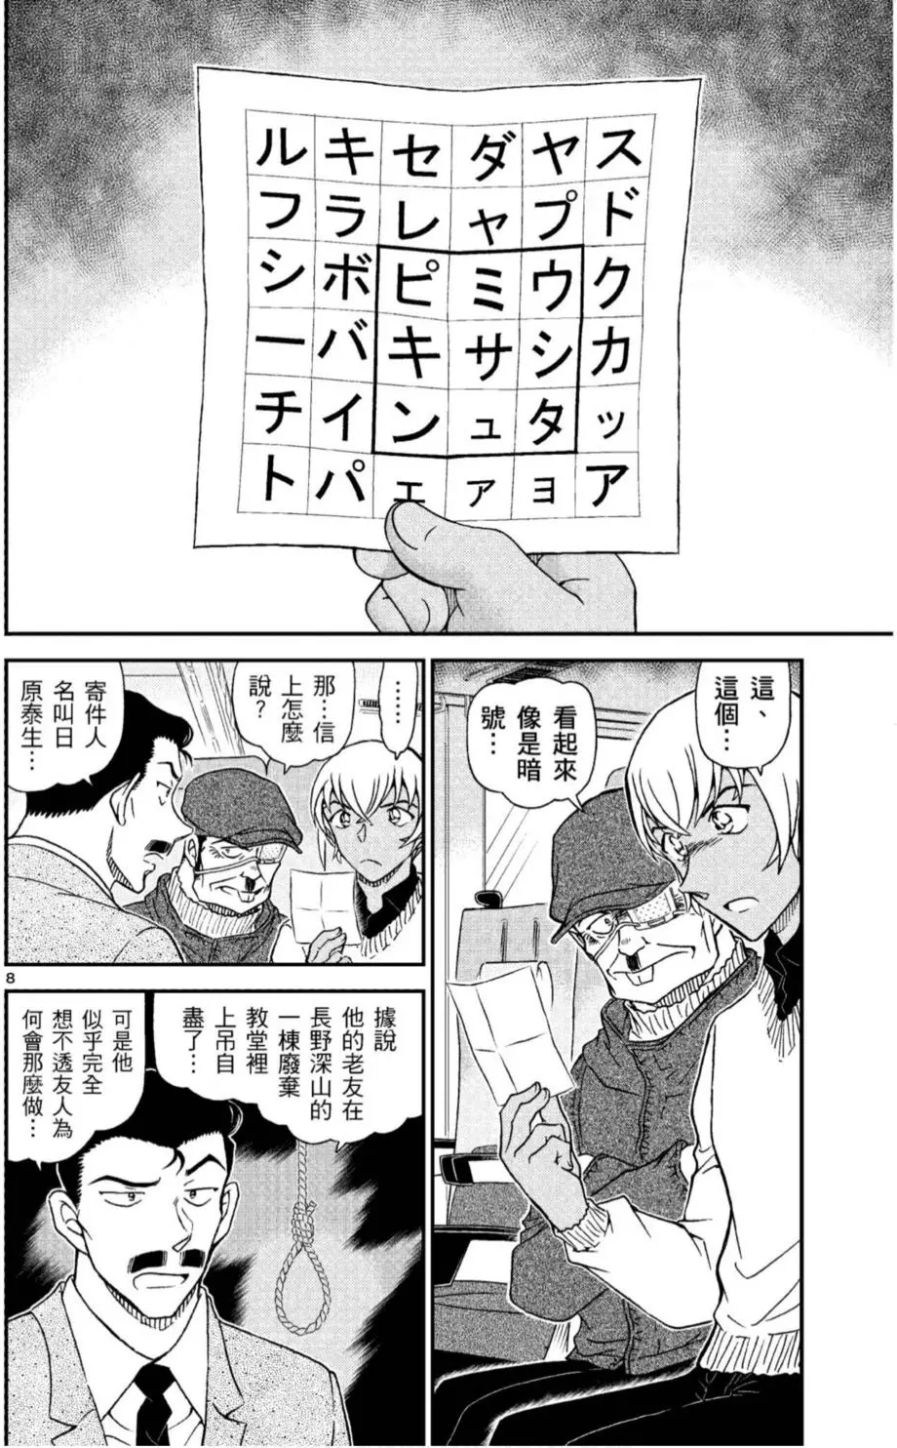 スドクカッア
ヤプウシタョ
ダャミサュァ
セレピキンェ
キラボバイパ
ルフシーチト
這、
這個…
看起來
像是暗
號…
……
那…信
上怎麼
說？
寄件人
名叫日
原泰生…
8
據說
他的老友在
長野深山的
一棟廢棄
教堂裡
上吊自
盡了…
可是他
似乎完全
想不透友人為
何會那麼做…